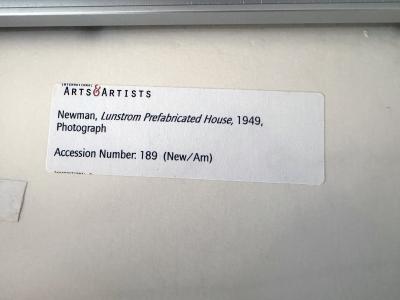 INTERNATIONAL
ARTS&ARTISTS
Newman, Lunstrom Prefabricated House, 1949,
Photograph
Accession Number: 189 (New/Am)